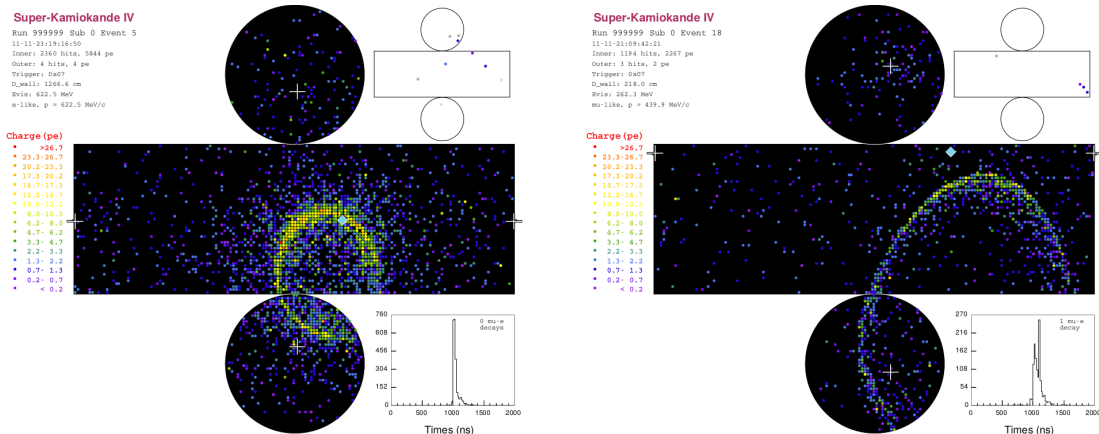 Super-Kamiokande IV
Run 999999 Sub 0 Event 5
11-11-23:19:16:50
Inner: 2360 hits, 5844 pe
Outer: 4 hits, 4 pe
Trigger: 0x07
D_wall: 1266.6 cm
Evis: 622.5 MeV
e-like, p = 622.5 MeV/c
Charge(pe)
>26.7
23.3-26.7
20.2-23.3
17.3-20.2
14.7-17.3
12.2-14.7
10.0-12.2
8.0-10.0
6.2- 8.0
4.7- 6.2
3.3- 4.7
2.2- 3.3
1.3- 2.2
0.7- 1.3
0.2- 0.7
< 0.2
0 mu-e
decays
760
608
456
304
152
0
0 500 1000 1500 2000
Times (ns)
Super-Kamiokande IV
Run 999999 Sub 0 Event 18
11-11-21:09:42:21
Inner: 1194 hits, 2267 pe
Outer: 3 hits, 2 pe
Trigger: 0x07
D_wall: 218.0 cm
Evis: 262.3 MeV
mu-like, p = 439.9 MeV/c
Charge(pe)
>26.7
23.3-26.7
20.2-23.3
17.3-20.2
14.7-17.3
12.2-14.7
10.0-12.2
8.0-10.0
6.2- 8.0
4.7- 6.2
3.3- 4.7
2.2- 3.3
1.3- 2.2
0.7- 1.3
0.2- 0.7
< 0.2
1 mu-e
decay
270
216
162
108
54
0
0 500 1000 1500 2000
Times (ns)